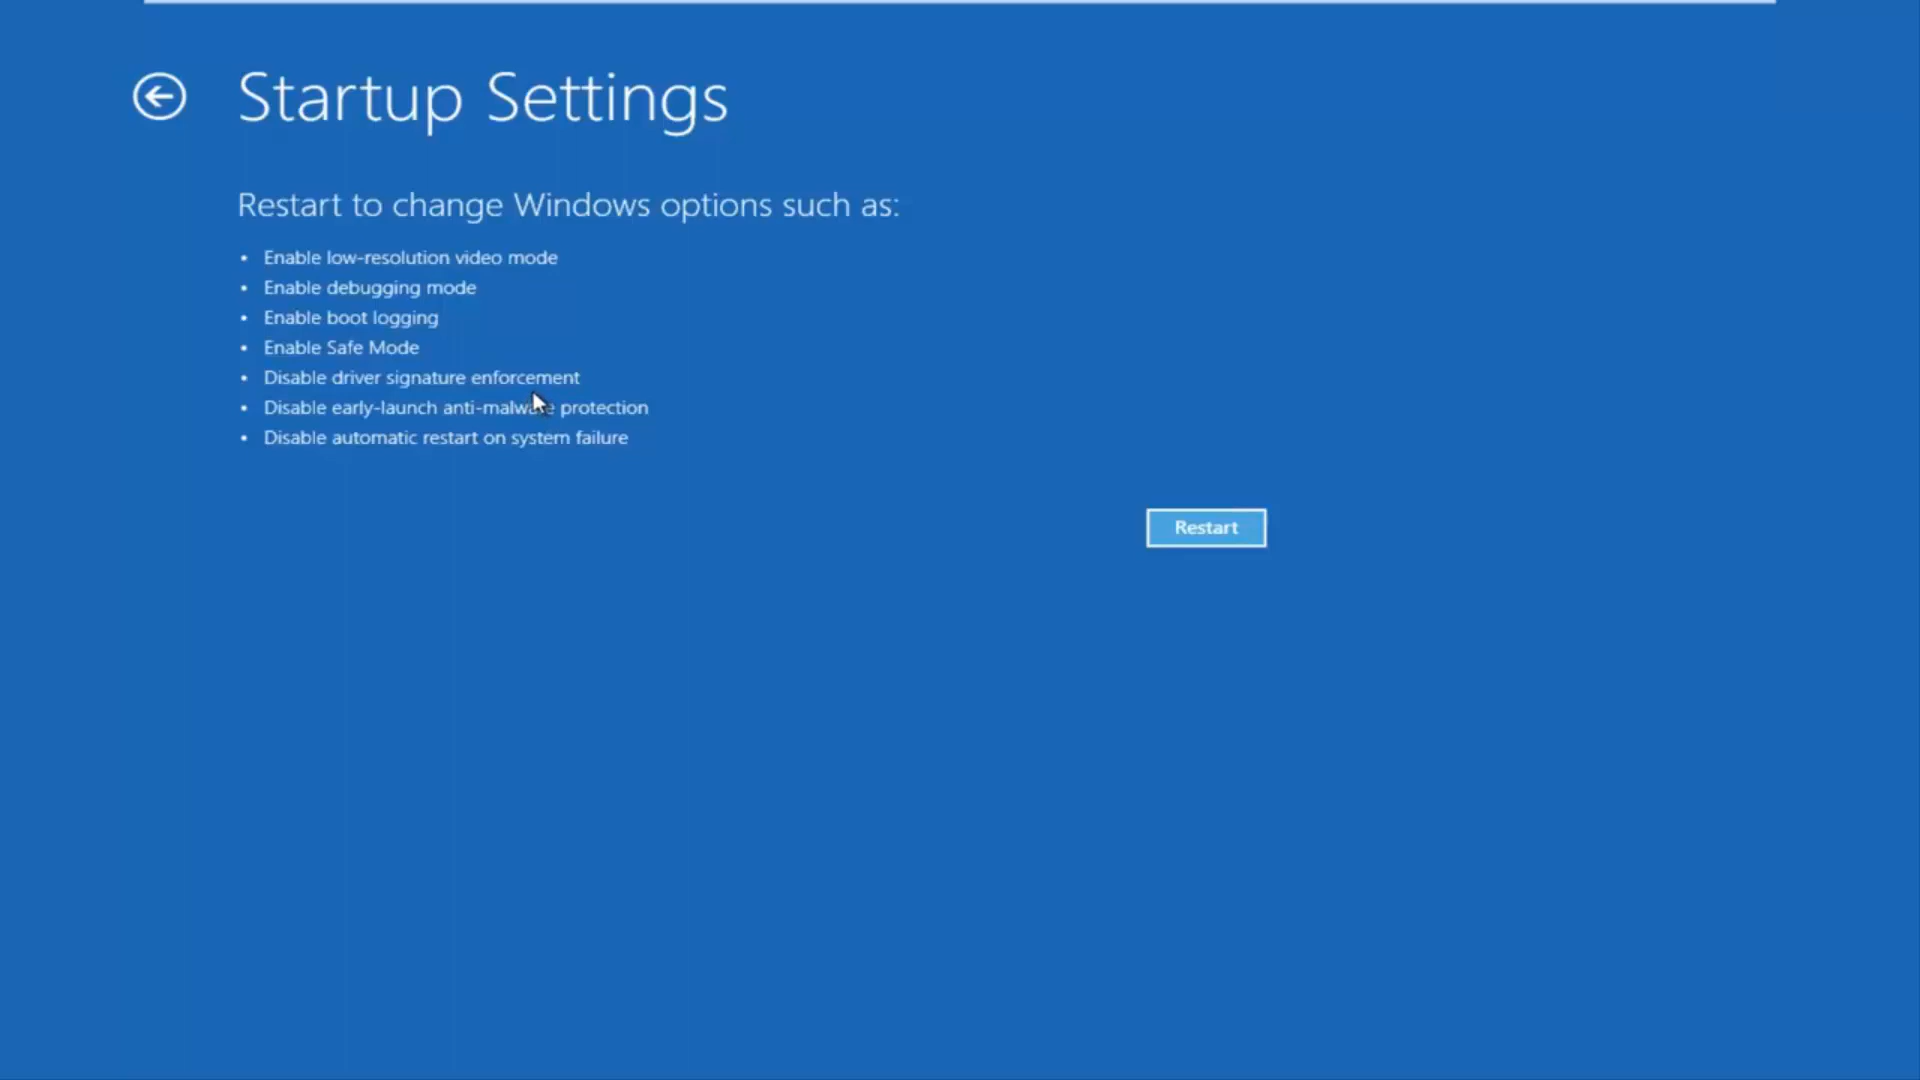 Startup Settings
Restart to change Windows options such as:
• Enable low-resolution video mode
• Enable debugging mode
• Enable boot logging
• Enable Safe Mode
• Disable driver signature enforcement
• Disable early-launch anti-malware protection
• Disable automatic restart on system failure
Restart